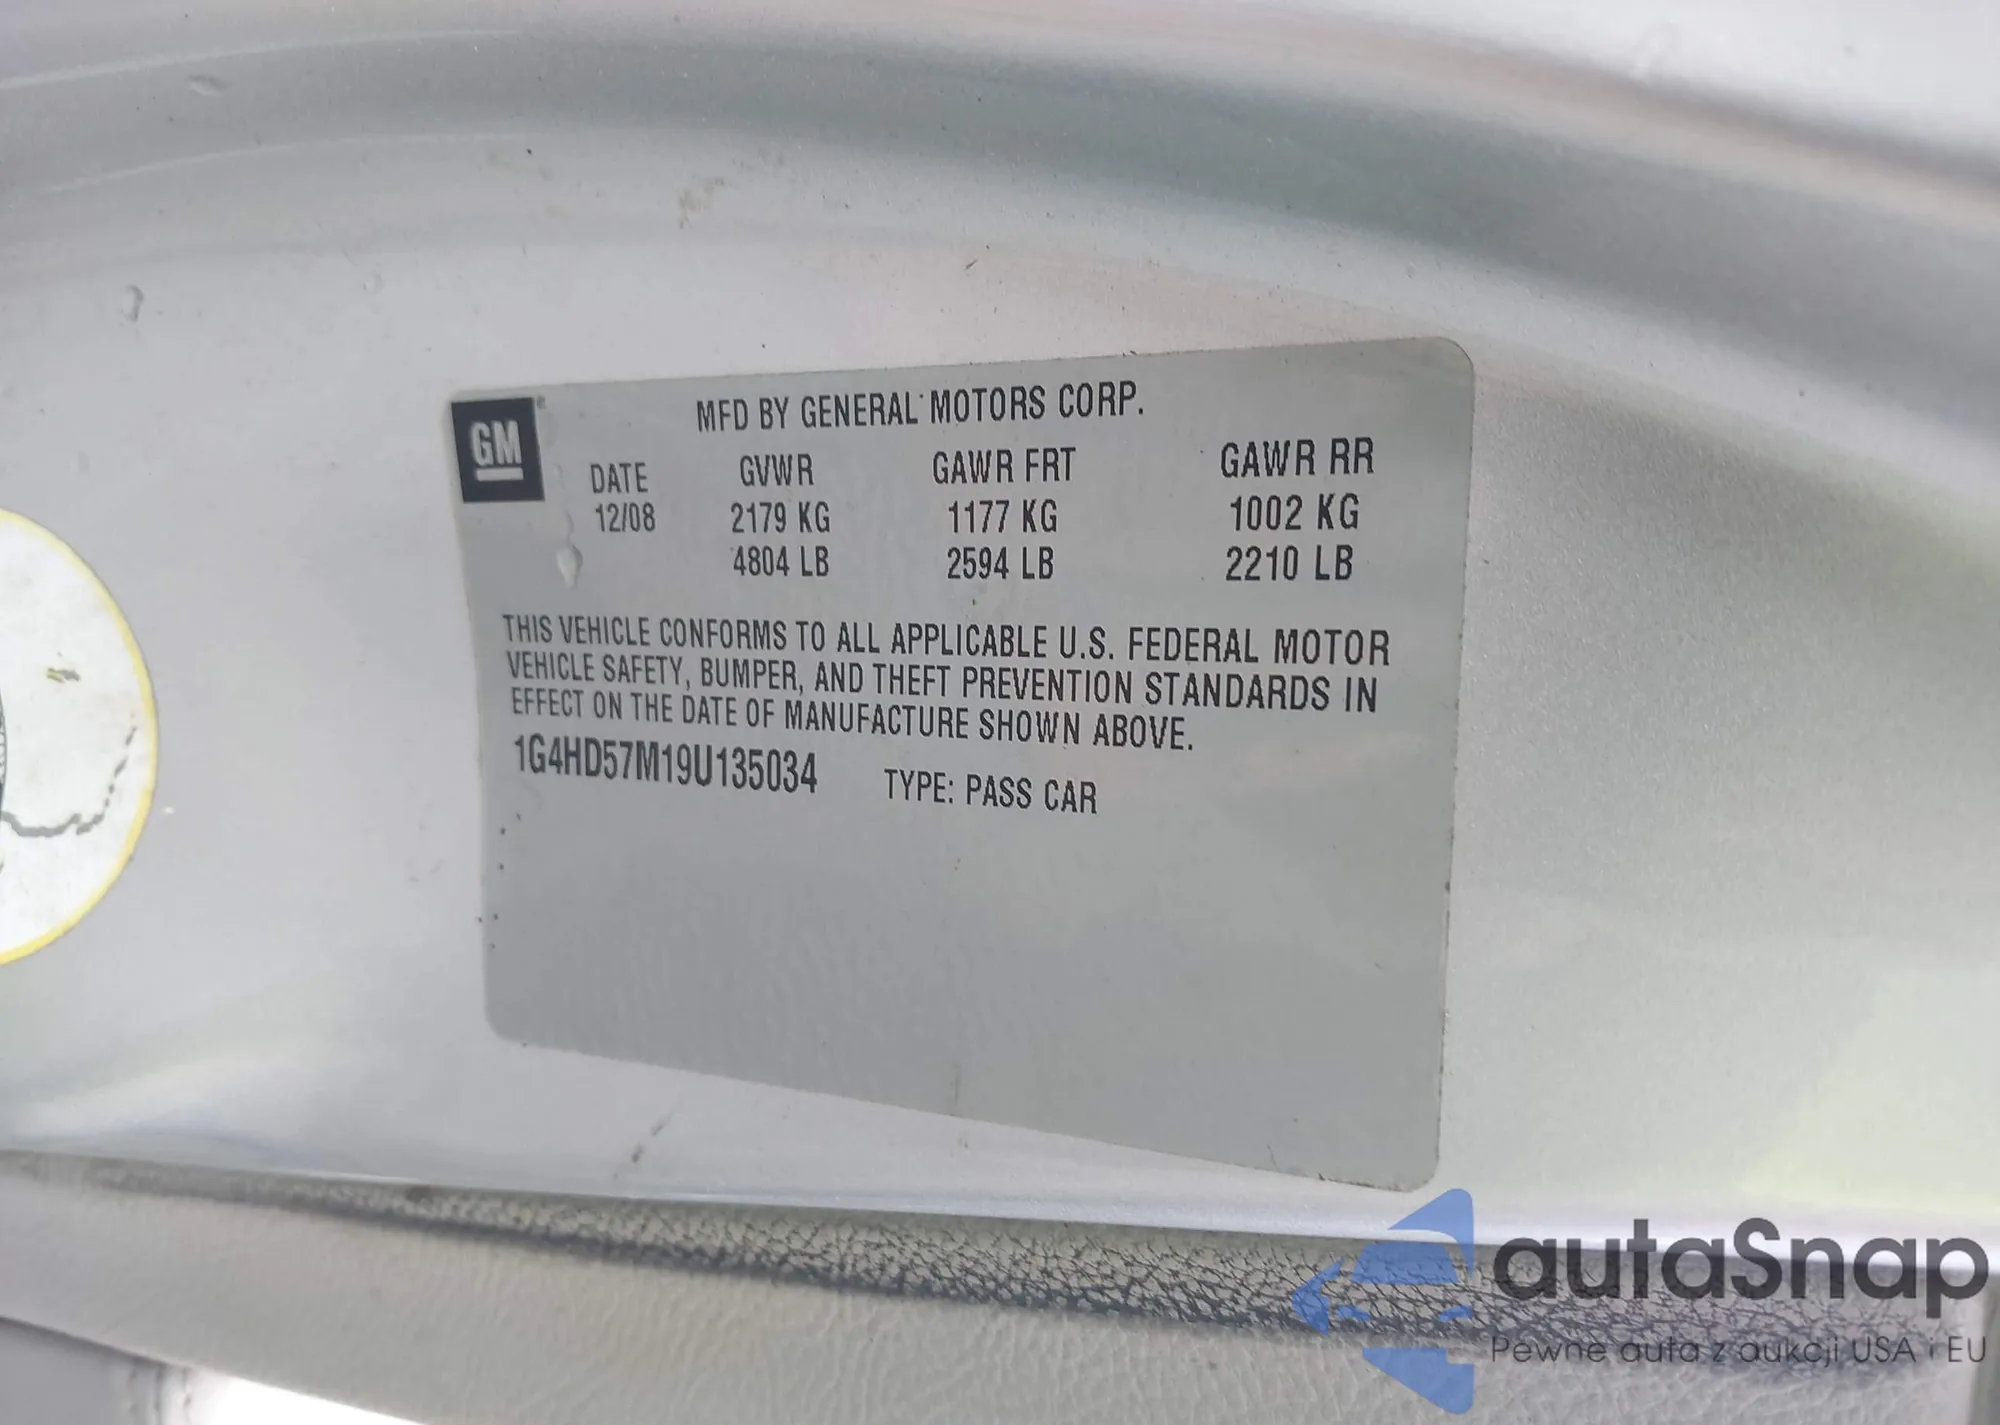 GM
MFD BY GENERAL MOTORS CORP.
DATE GVWR GAWR FRT GAWR RR
12/08 2179 KG 1177 KG 1002 KG
4804 LB 2594 LB 2210 LB
THIS VEHICLE CONFORMS TO ALL APPLICABLE U.S. FEDERAL MOTOR
VEHICLE SAFETY, BUMPER, AND THEFT PREVENTION STANDARDS IN
EFFECT ON THE DATE OF MANUFACTURE SHOWN ABOVE.
1G4HD57M19U135034 TYPE: PASS CAR
autaSnap
Pewne auta z aukcji USA i EU